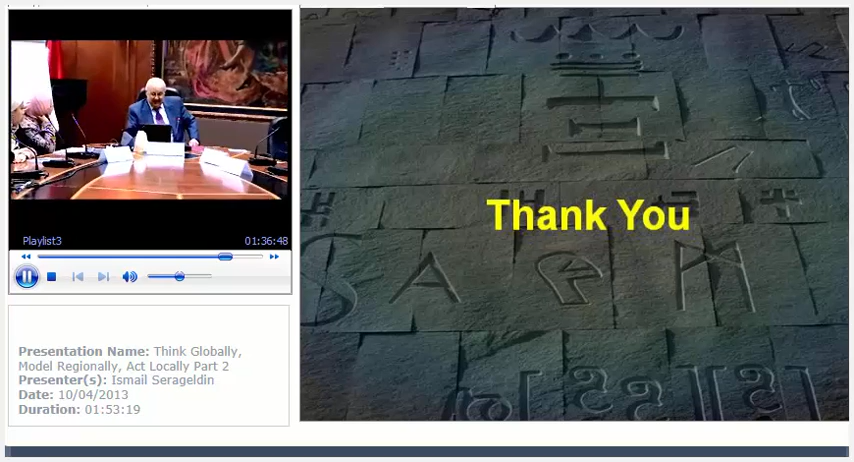 Playlist3
01:36:48
Presentation Name: Think Globally,
Model Regionally, Act Locally Part 2
Presenter(s): Ismail Serageldin
Date: 10/04/2013
Duration: 01:53:19
Thank You